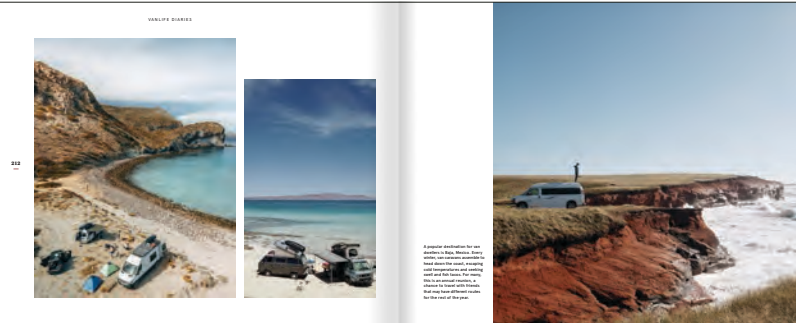 VANLIFE DIARIES
212
A popular destination for van
dwellers is Baja, Mexico. Every
winter, van caravans assemble to
head down the coast, escaping
cold temperatures and seeking
swell and fish tacos. For many,
this is an annual reunion, a
chance to travel with friends
that may have different routes
for the rest of the year.